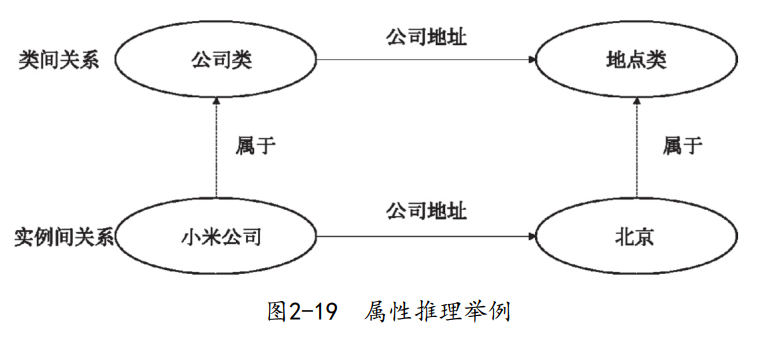 公司地址
类间关系
公司类
地点类
属于
属于
公司地址
实例间关系
小米公司
北京
图2-19 属性推理举例